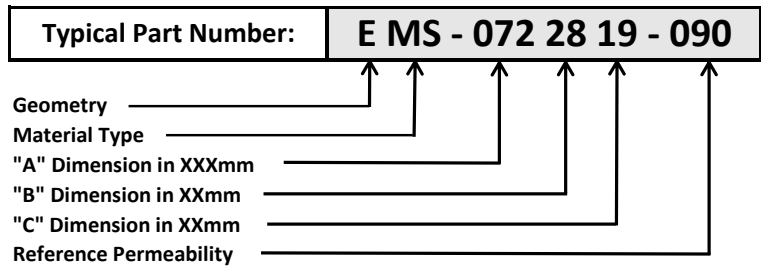 Typical Part Number: E MS - 072 28 19 - 090
Geometry
Material Type
"A" Dimension in XXXmm
"B" Dimension in XXmm
"C" Dimension in XXmm
Reference Permeability